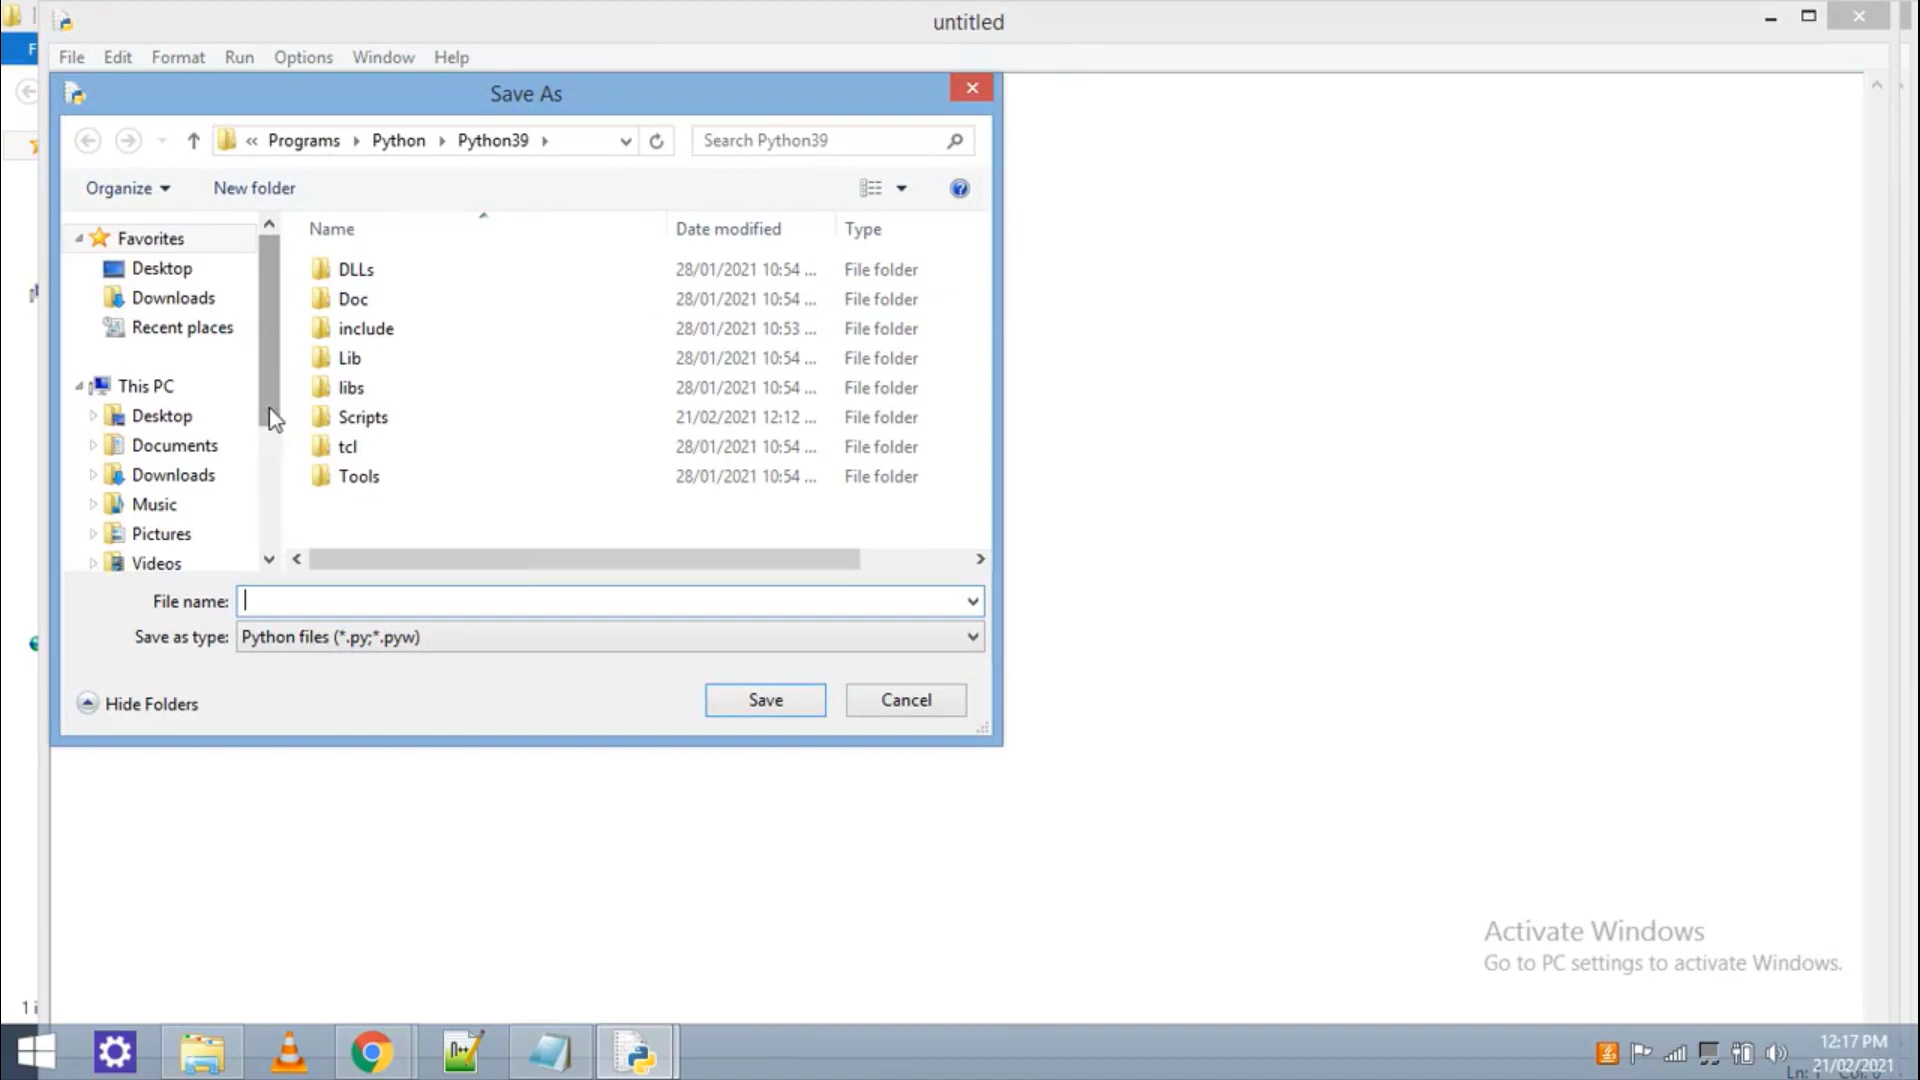 untitled
F
File Edit Format Run Options Window Help
Save As
« Programs Python Python39
Search Python39
Organize New folder
Name Date modified Type
Favorites
Desktop
Downloads
Recent places
This PC
Desktop
Documents
Downloads
Music
Pictures
Videos
DLLs 28/01/2021 10:54 ... File folder
Doc 28/01/2021 10:54 ... File folder
include 28/01/2021 10:53 ... File folder
Lib 28/01/2021 10:54 ... File folder
libs 28/01/2021 10:54 ... File folder
Scripts 21/02/2021 12:12 ... File folder
tcl 28/01/2021 10:54 ... File folder
Tools 28/01/2021 10:54 ... File folder
File name:
Save as type: Python files (*.py;*.pyw)
Hide Folders
Save Cancel
Activate Windows
Go to PC settings to activate Windows.
1 i
12:17 PM
21/02/2021